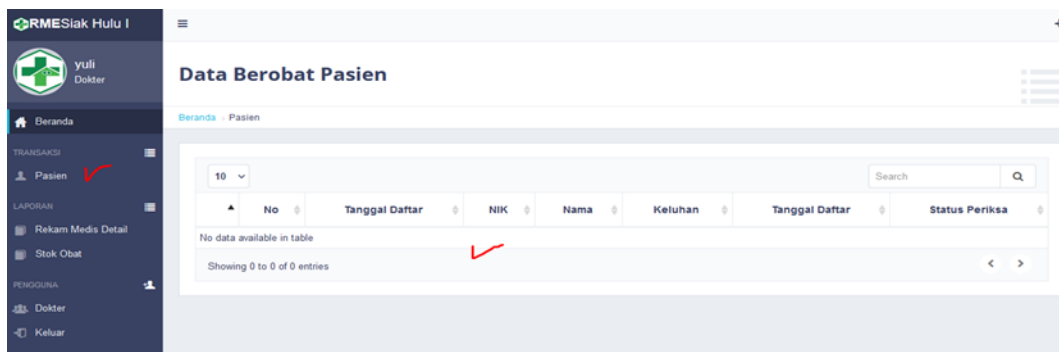 RMESiak Hulu I
yuli
Dokter
Beranda
TRANSAKSI
Pasien
LAPORAN
Rekam Medis Detail
Stok Obat
PENGGUNA
Dokter
Keluar
Data Berobat Pasien
Beranda Pasien
10
Search
No Tanggal Daftar NIK Nama Keluhan Tanggal Daftar Status Periksa
No data available in table
Showing 0 to 0 of 0 entries